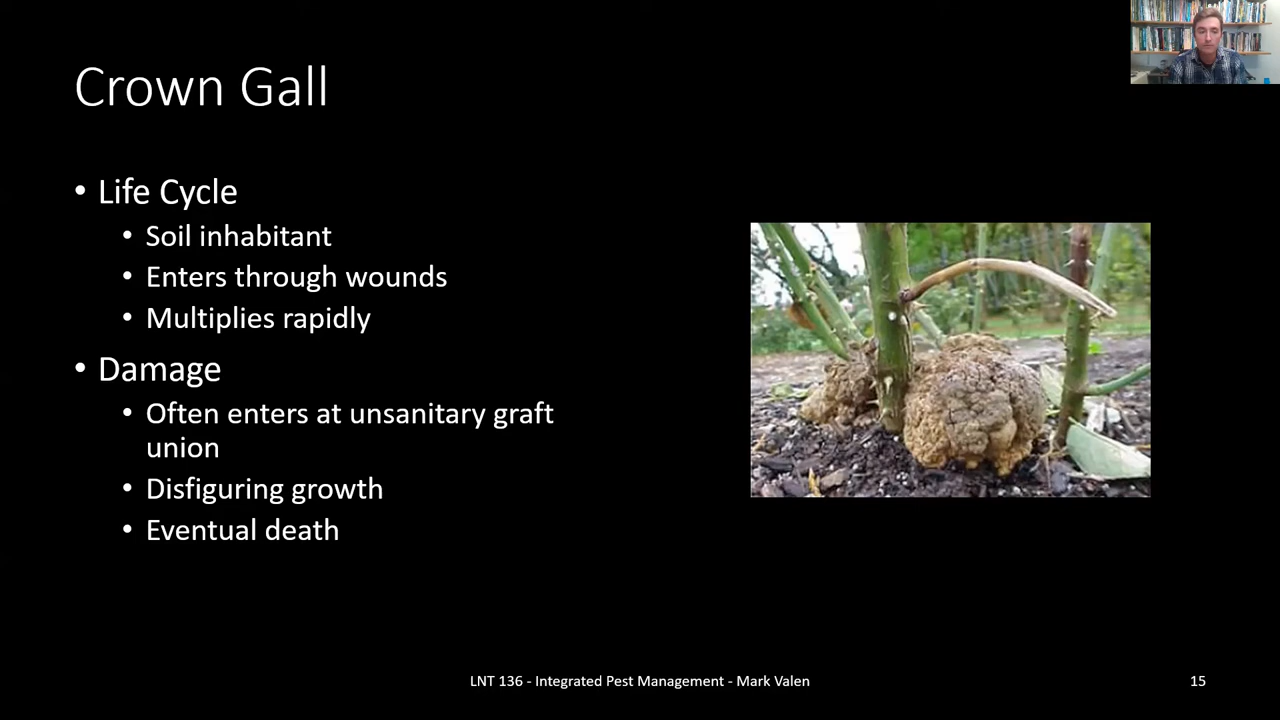 Crown Gall
• Life Cycle
• Soil inhabitant
• Enters through wounds
• Multiplies rapidly
• Damage
• Often enters at unsanitary graft
union
• Disfiguring growth
• Eventual death
LNT 136 - Integrated Pest Management - Mark Valen
15